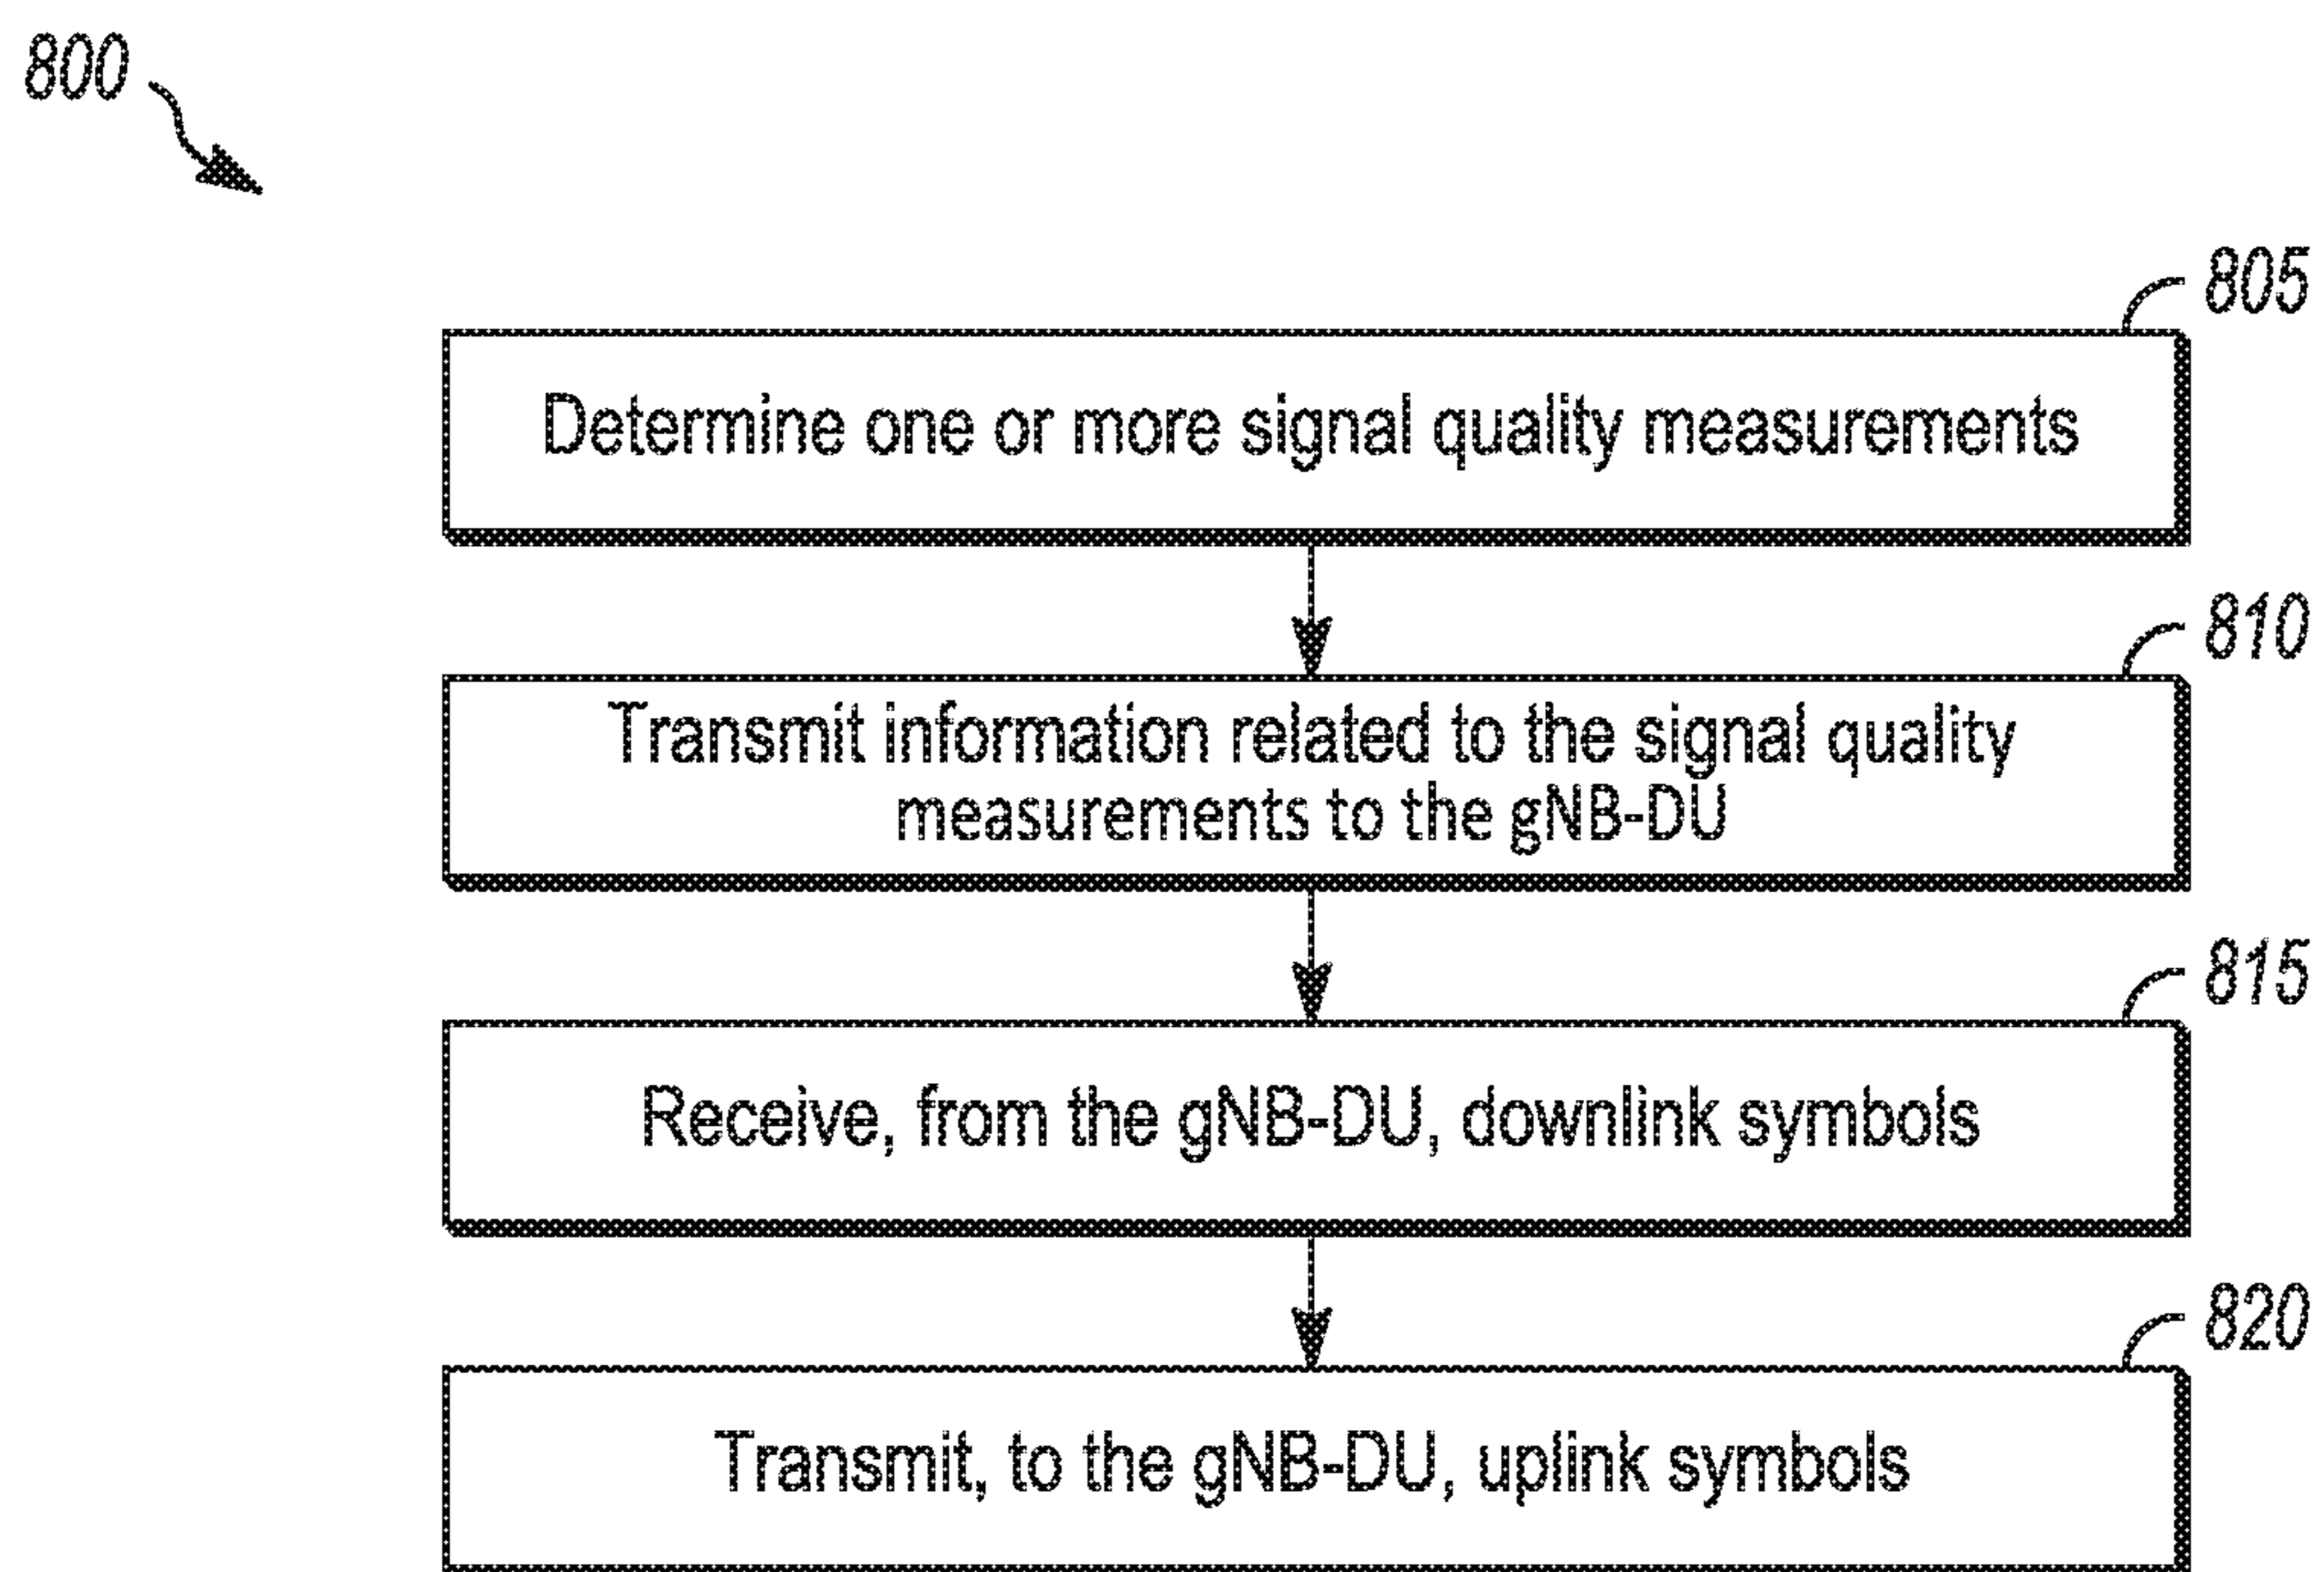 800
805
Determine one or more signal quality measurements
810
Transmit information related to the signal quality
measurements to the gNB-DU
815
Receive, from the gNB-DU, downlink symbols
820
Transmit, to the gNB-DU, uplink symbols